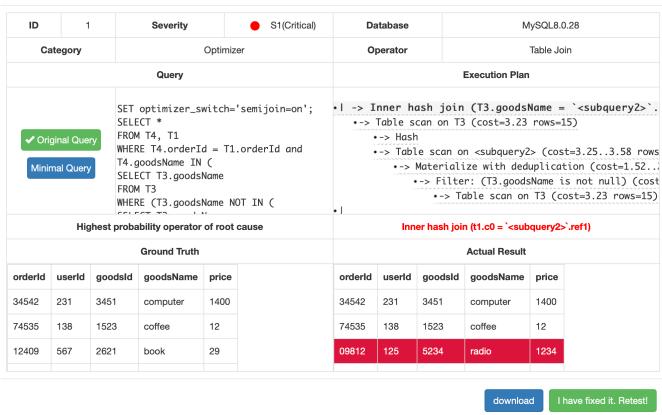 ID 1 Severity S1(Critical) Database MySQL8.0.28
Category Optimizer Operator Table Join
Query Execution Plan
Original Query
Minimal Query
SET optimizer_switch='semijoin=on';
SELECT *
FROM T4, T1
WHERE T4.orderId = T1.orderId and
T4.goodsName IN (
SELECT T3.goodsName
FROM T3
WHERE (T3.goodsName NOT IN (
SELECT T3.goodsName
•| -> Inner hash join (T3.goodsName = `<subquery2>`.
•-> Table scan on T3 (cost=3.23 rows=15)
•-> Hash
•-> Table scan on <subquery2> (cost=3.25..3.58 rows
•-> Materialize with deduplication (cost=1.52..
•-> Filter: (T3.goodsName is not null) (cost
•-> Table scan on T3 (cost=3.23 rows=15)
•|
Highest probability operator of root cause Inner hash join (t1.c0 = `<subquery2>`.ref1)
Ground Truth Actual Result
orderId userId goodsId goodsName price orderId userId goodsId goodsName price
34542 231 3451 computer 1400 34542 231 3451 computer 1400
74535 138 1523 coffee 12 74535 138 1523 coffee 12
12409 567 2621 book 29 09812 125 5234 radio 1234
download I have fixed it. Retest!